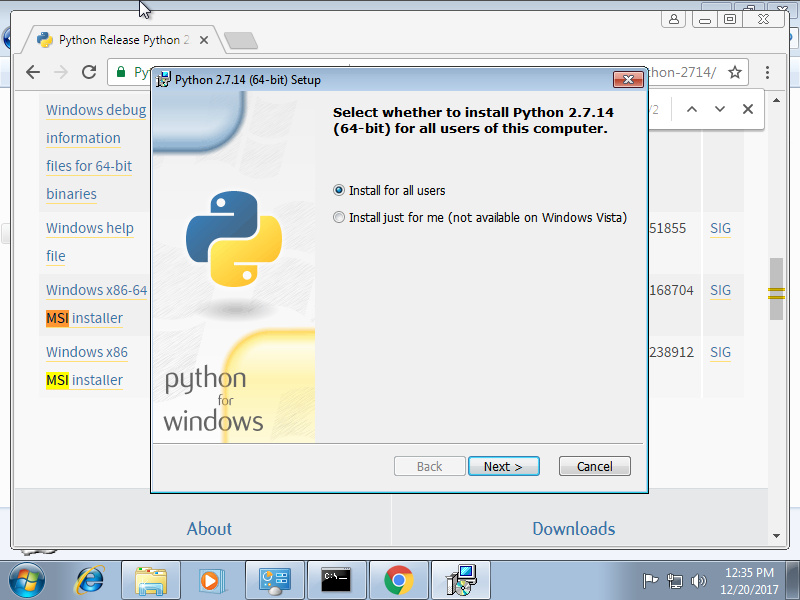 Python Release Python 2
Py
hon-2714/
/2
Python 2.7.14 (64-bit) Setup
Select whether to install Python 2.7.14
(64-bit) for all users of this computer.
Install for all users
Install just for me (not available on Windows Vista)
python
for
windows
Back
Next >
Cancel
Windows debug
information
files for 64-bit
binaries
Windows help
file
51855
SIG
Windows x86-64
MSI installer
168704
SIG
Windows x86
MSI installer
238912
SIG
About
Downloads
C:\_
12:35 PM
12/20/2017